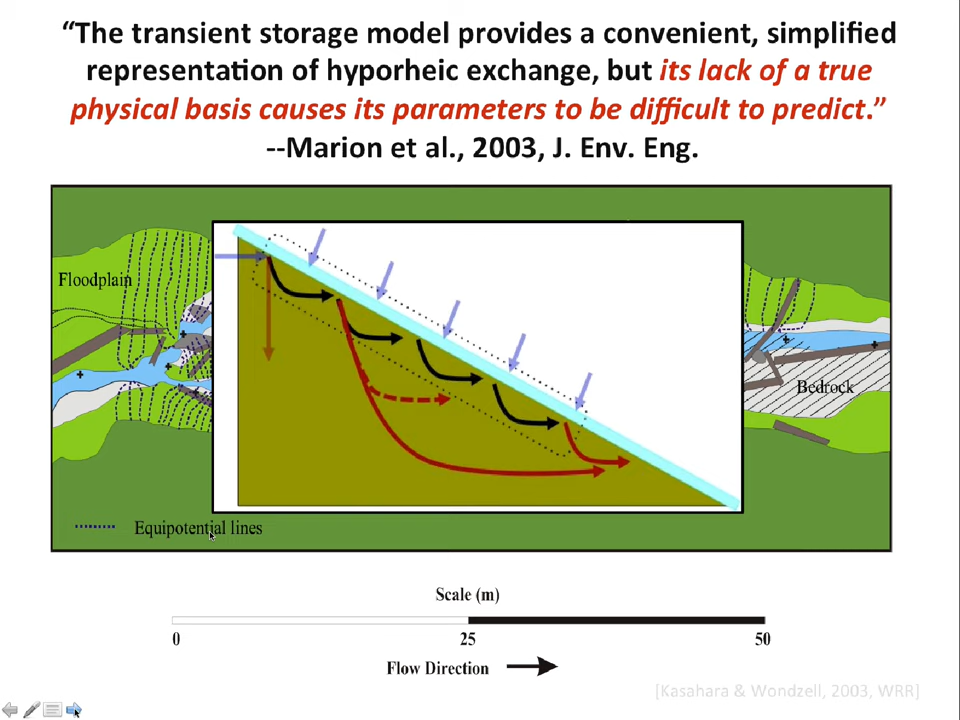 “The transient storage model provides a convenient, simplified
representation of hyporheic exchange, but its lack of a true
physical basis causes its parameters to be difficult to predict.”
--Marion et al., 2003, J. Env. Eng.
Floodplain
Bedrock
Equipotential lines
Scale (m)
0 25 50
Flow Direction
[Kasahara & Wondzell, 2003, WRR]